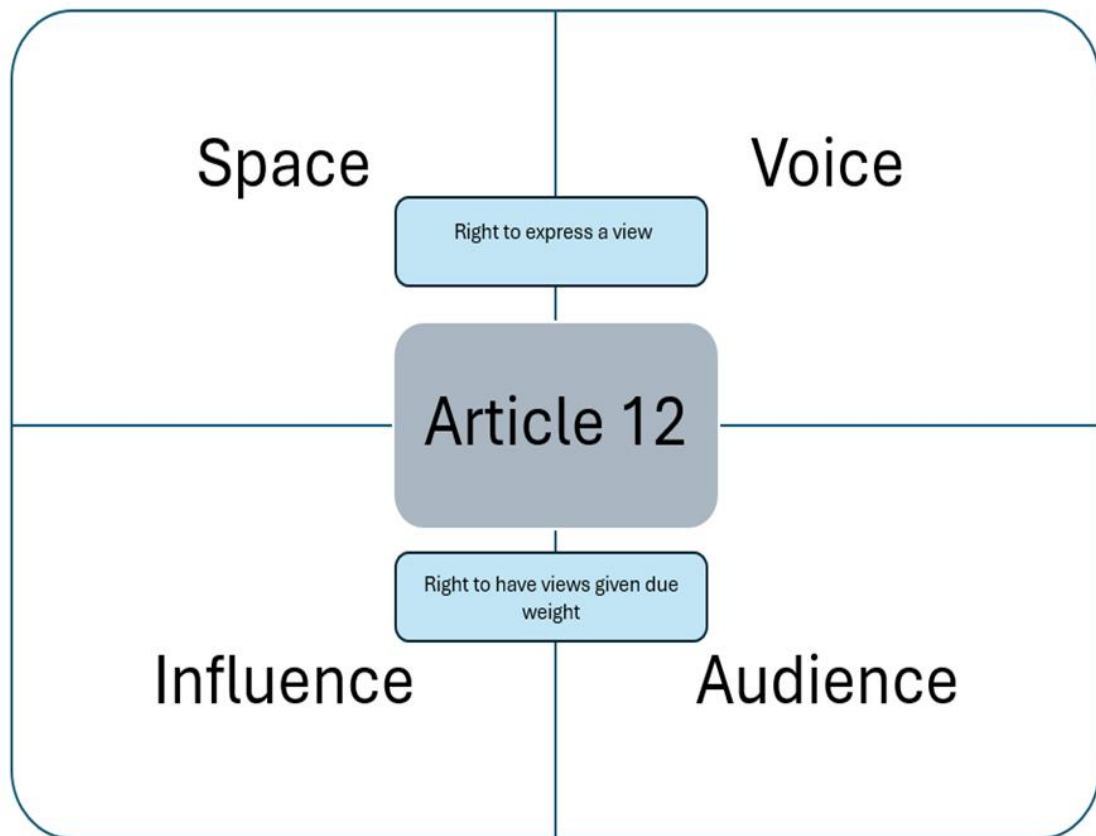 Space
Voice
Right to express a view
Article 12
Right to have views given due
weight
Influence
Audience